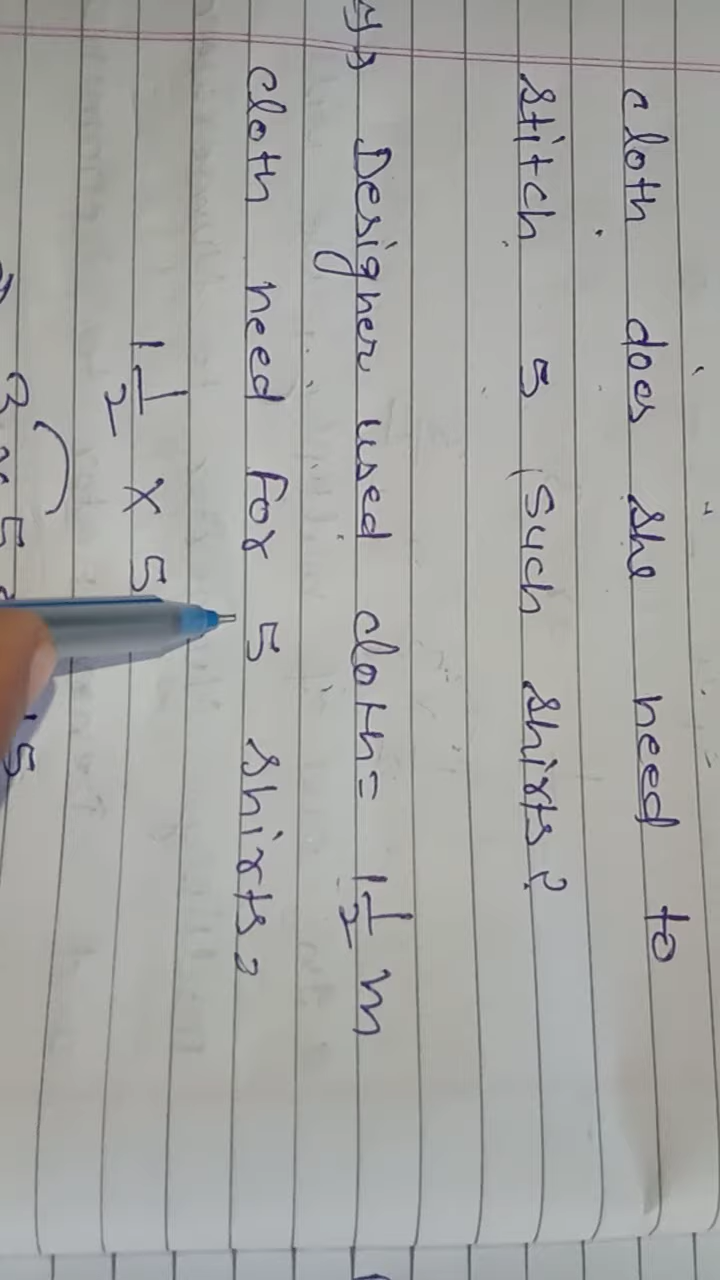 cloth does she need to
stitch 5 such shirts?
Designer used cloth = 1 1/2 m
cloth need for 5 shirts?
1 1/2 × 5